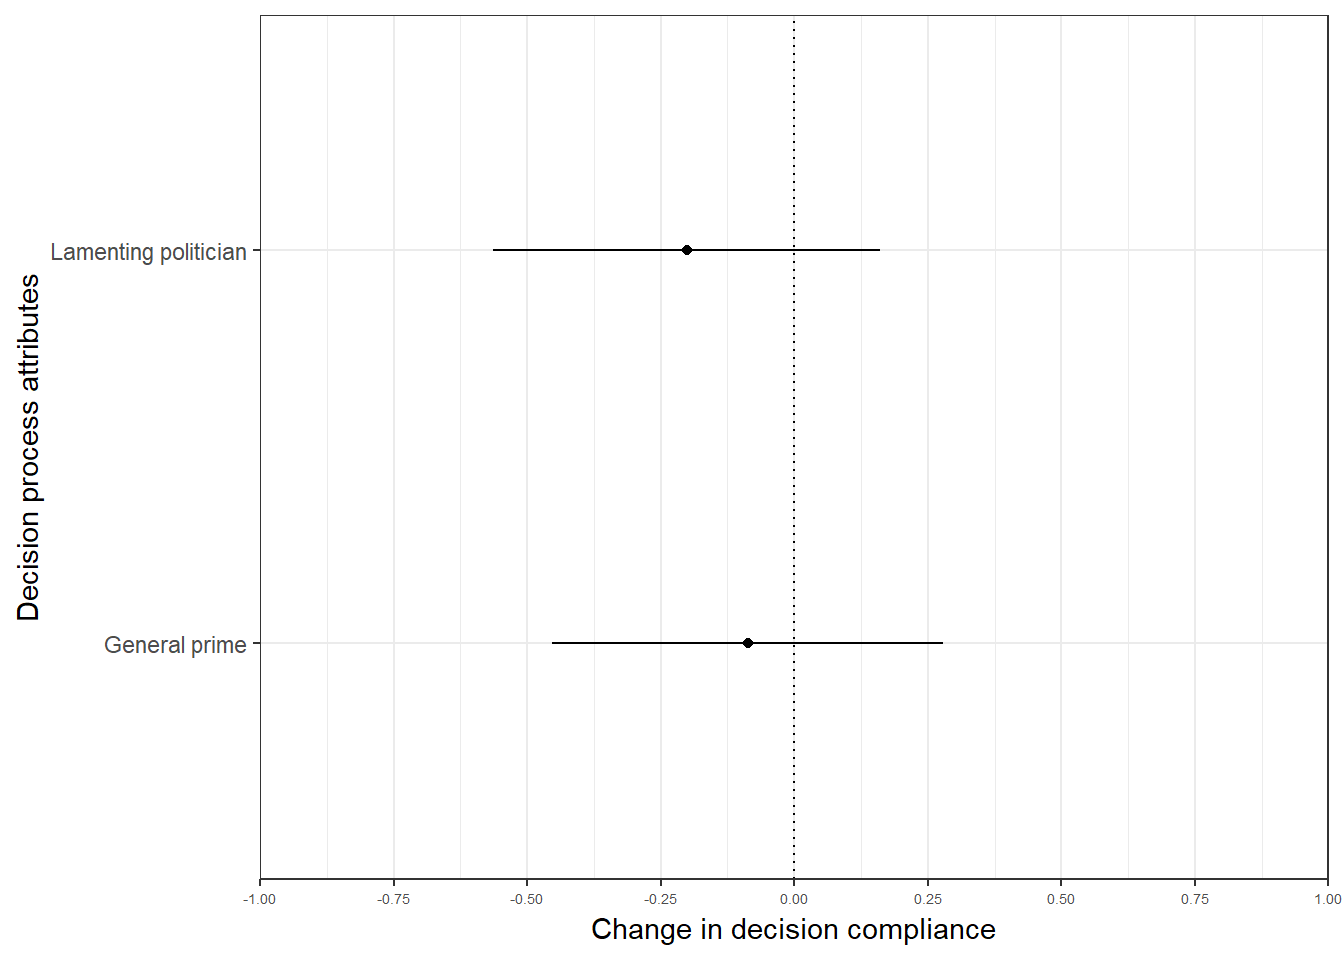 Decision process attributes
Lamenting politician
General prime
-1.00 -0.75 -0.50 -0.25 0.00 0.25 0.50 0.75 1.00
Change in decision compliance